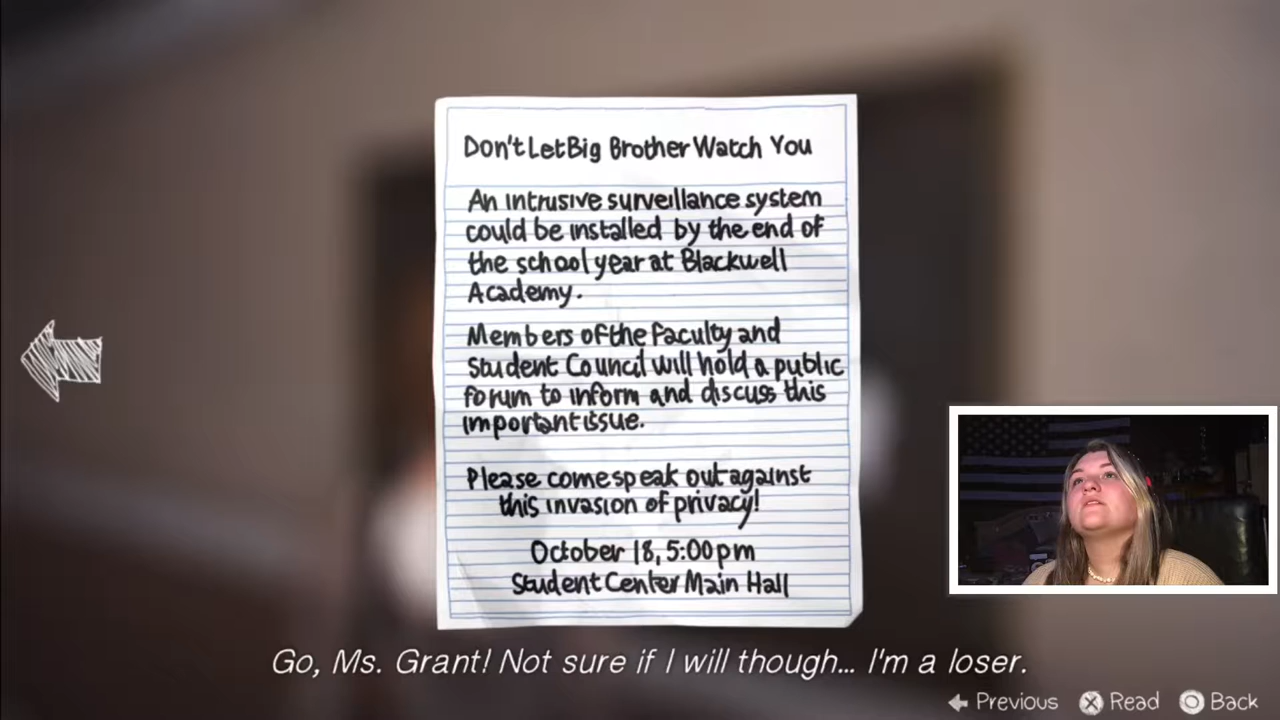 Don't Let Big Brother Watch You
An intrusive surveillance system
could be installed by the end of
the school year at Blackwell
Academy.
Members of the faculty and
Student Council will hold a public
forum to inform and discuss this
important issue.
Please come speak out against
this invasion of privacy!
October 18, 5:00pm
Student Center Main Hall
Go, Ms. Grant! Not sure if I will though... I'm a loser.
Previous Read Back